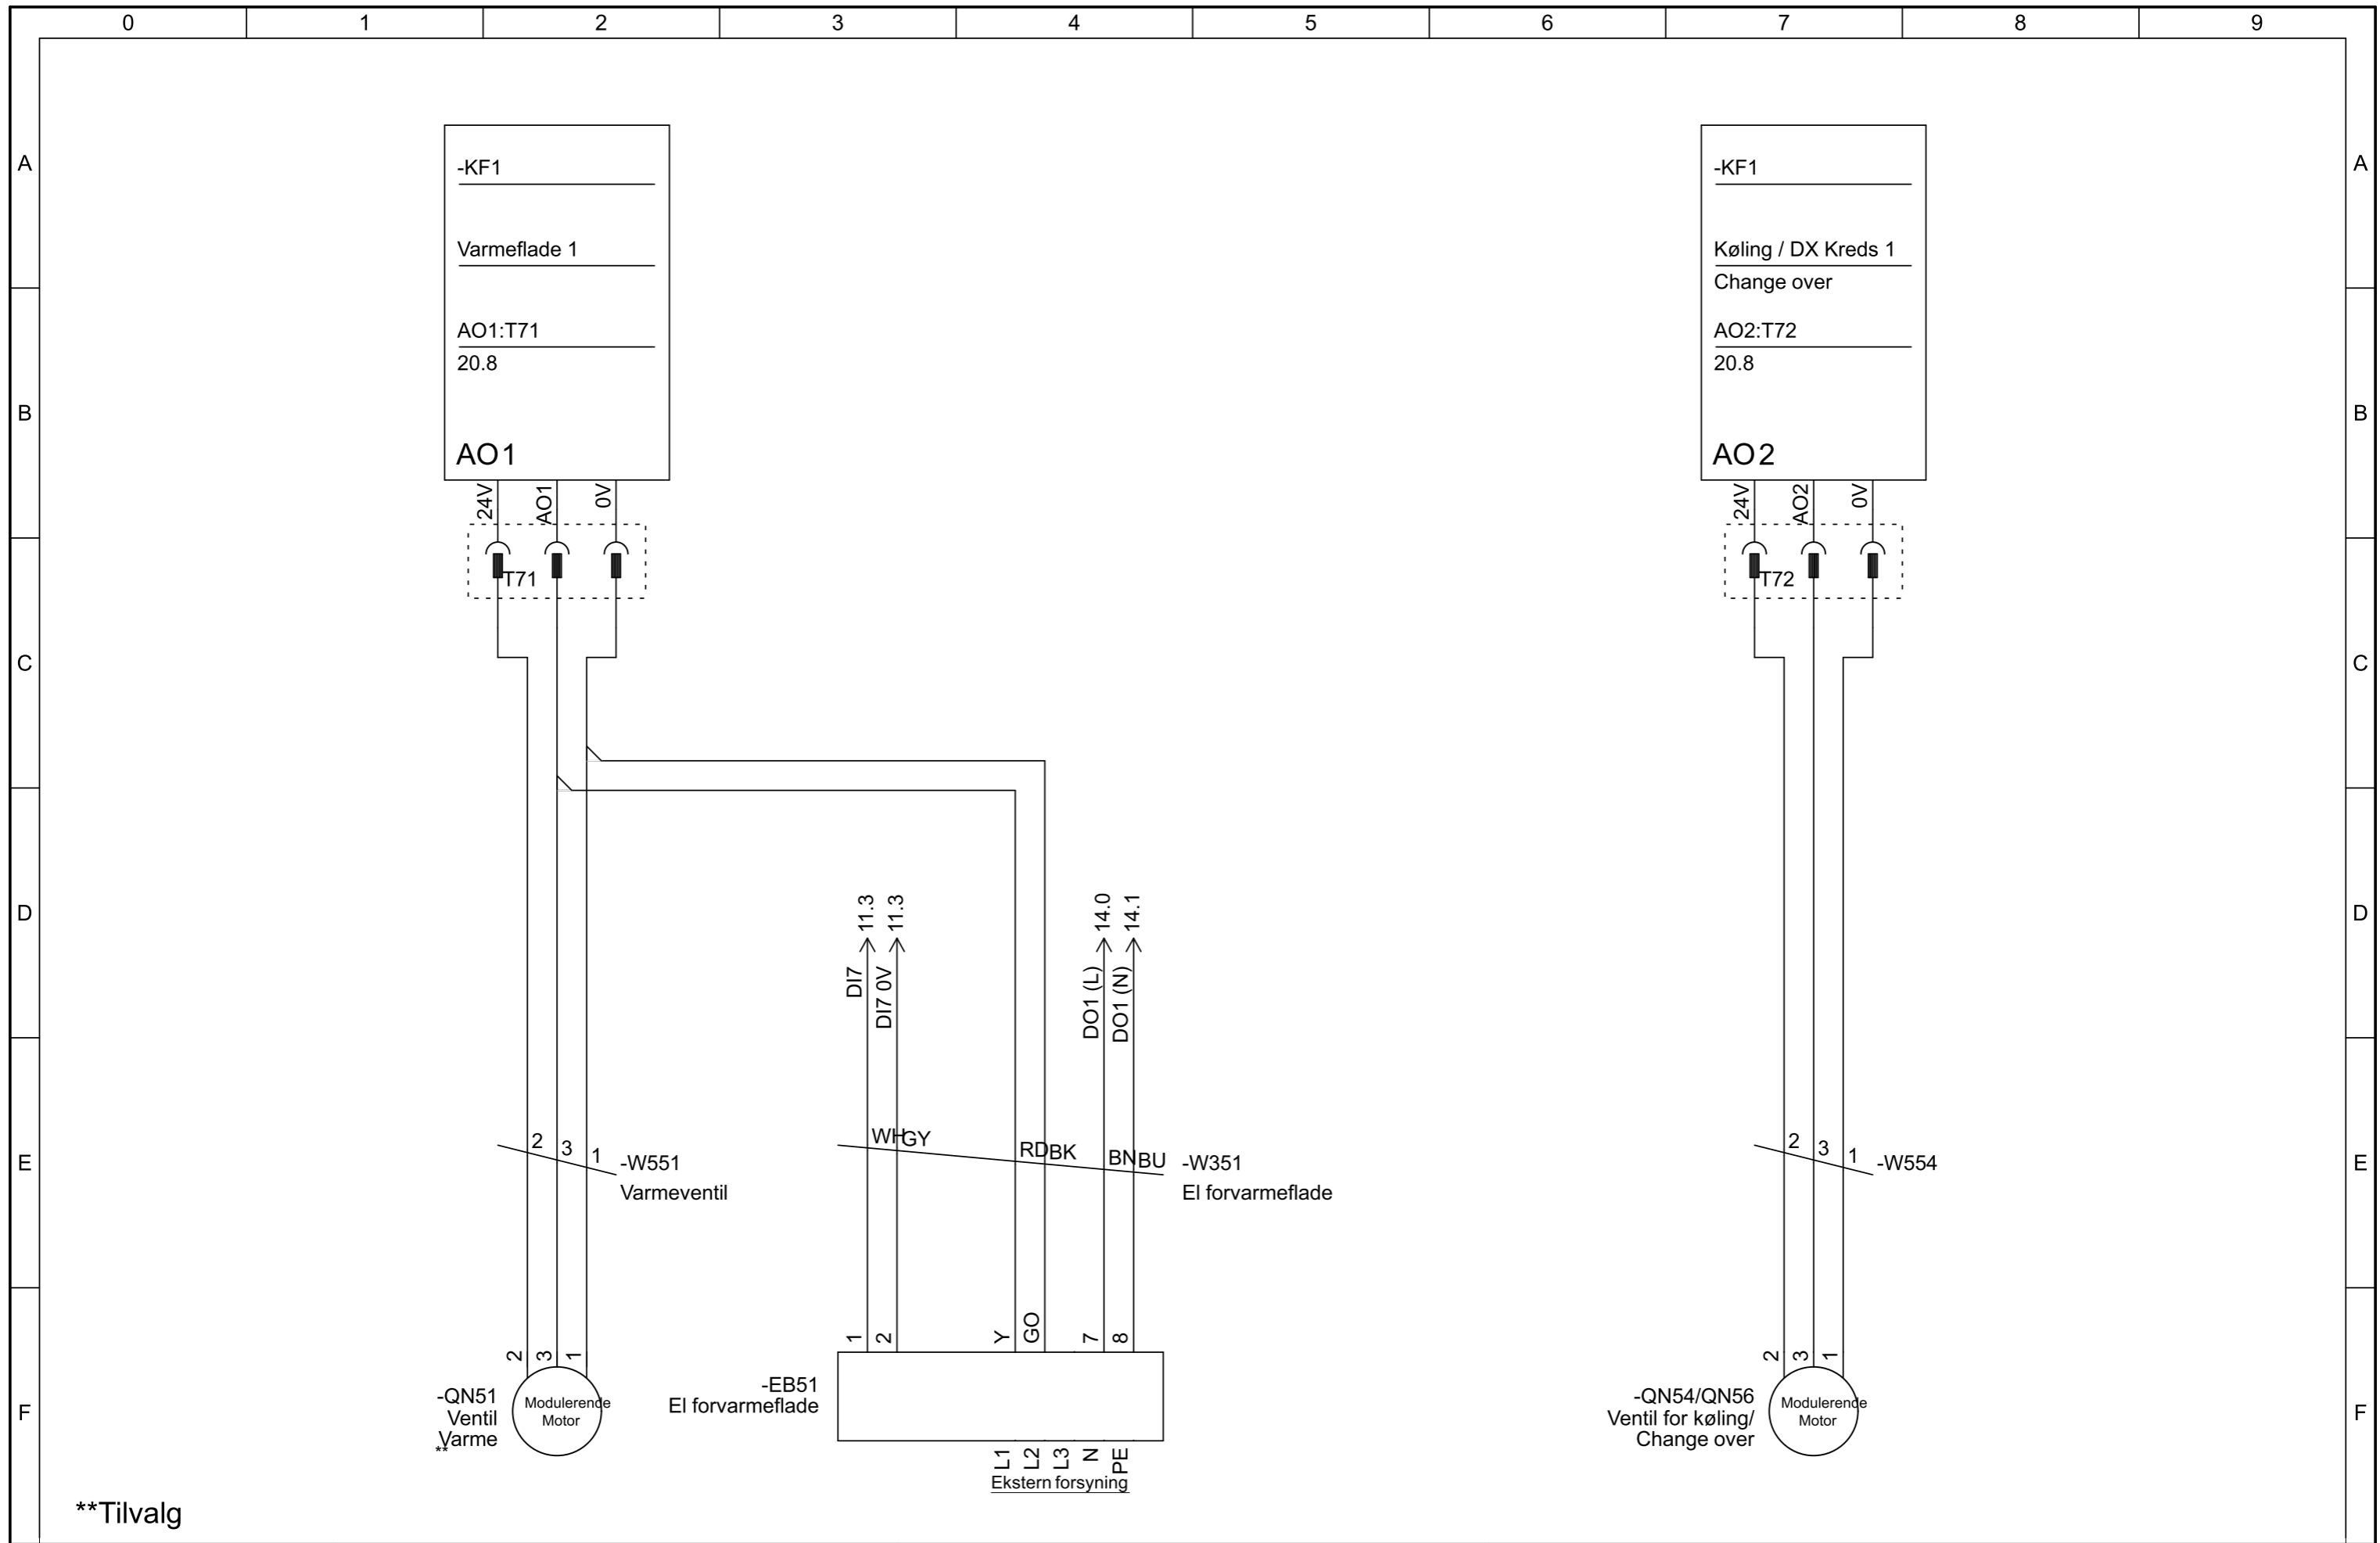 0 1 2 3 4 5 6 7 8 9
A A
-KF1
Varmeflade 1
AO1:T71
20.8
AO1
-KF1
Køling / DX Kreds 1
Change over
AO2:T72
20.8
AO2
B B
24V AO1 0V
T71
24V AO2 0V
T72
C C
D D
11.3 11.3 14.0 14.1
DI7 DI7 0V DO1 (L) DO1 (N)
E E
2 3 1 -W551
Varmeventil
WH GY RD BK BN BU -W351
El forvarmeflade
2 3 1 -W554
2 3 1
1 2 Y GO 7 8
2 3 1
F F
-QN51
Ventil
Varme
**
Modulerende
Motor
-EB51
El forvarmeflade
L1 L2 L3 N PE
Ekstern forsyning
-QN54/QN56
Ventil for køling/
Change over
Modulerende
Motor
**Tilvalg